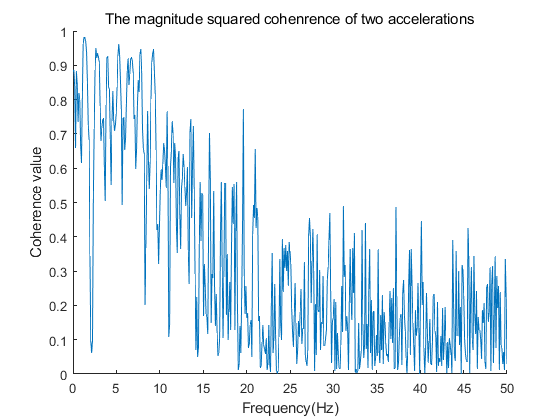 The magnitude squared cohenrence of two accelerations
1
0.9
0.8
0.7
0.6
0.5
0.4
0.3
0.2
0.1
0
Coherence value
0 5 10 15 20 25 30 35 40 45 50
Frequency(Hz)